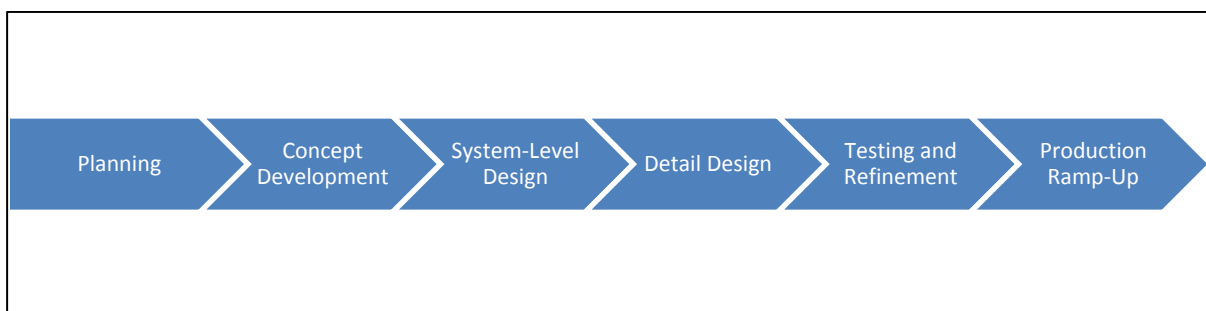 Planning
Concept
Development
System-Level
Design
Detail Design
Testing and
Refinement
Production
Ramp-Up